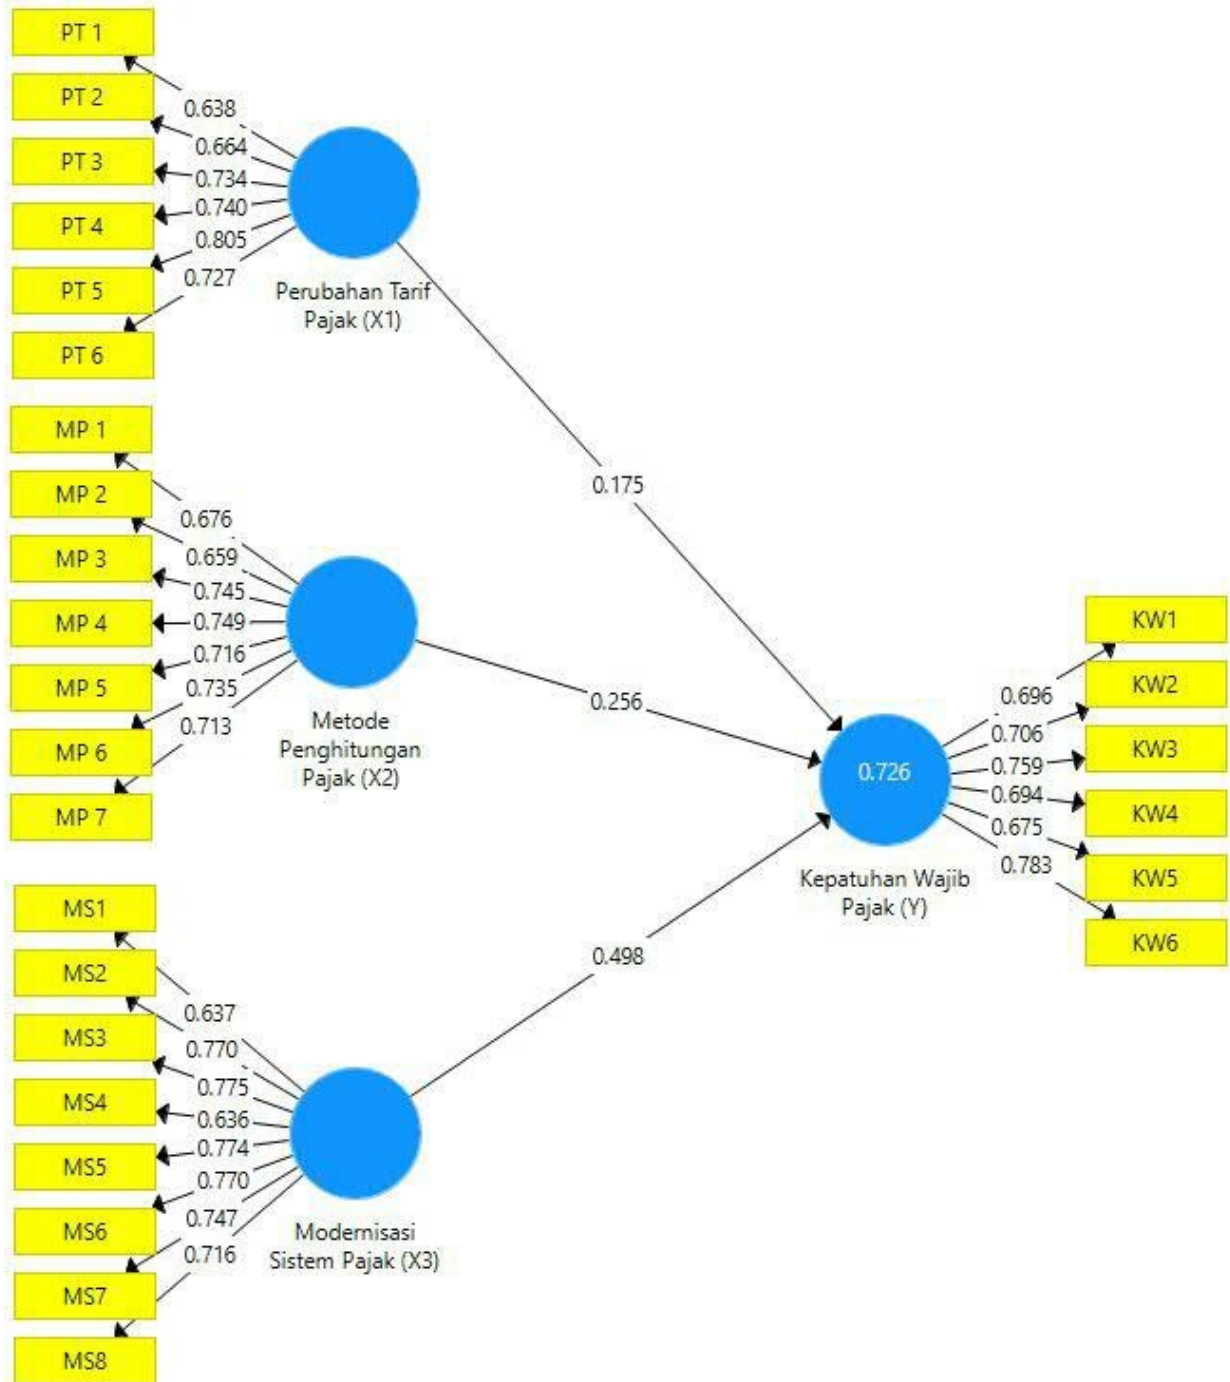 PT 1
PT 2
PT 3
PT 4
PT 5
PT 6
0.638
0.664
0.734
0.740
0.805
0.727
Perubahan Tarif
Pajak (X1)
0.175
MP 1
MP 2
MP 3
MP 4
MP 5
MP 6
MP 7
0.676
0.659
0.745
0.749
0.716
0.735
0.713
Metode
Penghitungan
Pajak (X2)
0.256
MS1
MS2
MS3
MS4
MS5
MS6
MS7
MS8
0.637
0.770
0.775
0.636
0.774
0.770
0.747
0.716
Modernisasi
Sistem Pajak (X3)
0.498
0.726
Kepatuhan Wajib
Pajak (Y)
0.696
0.706
0.759
0.694
0.675
0.783
KW1
KW2
KW3
KW4
KW5
KW6